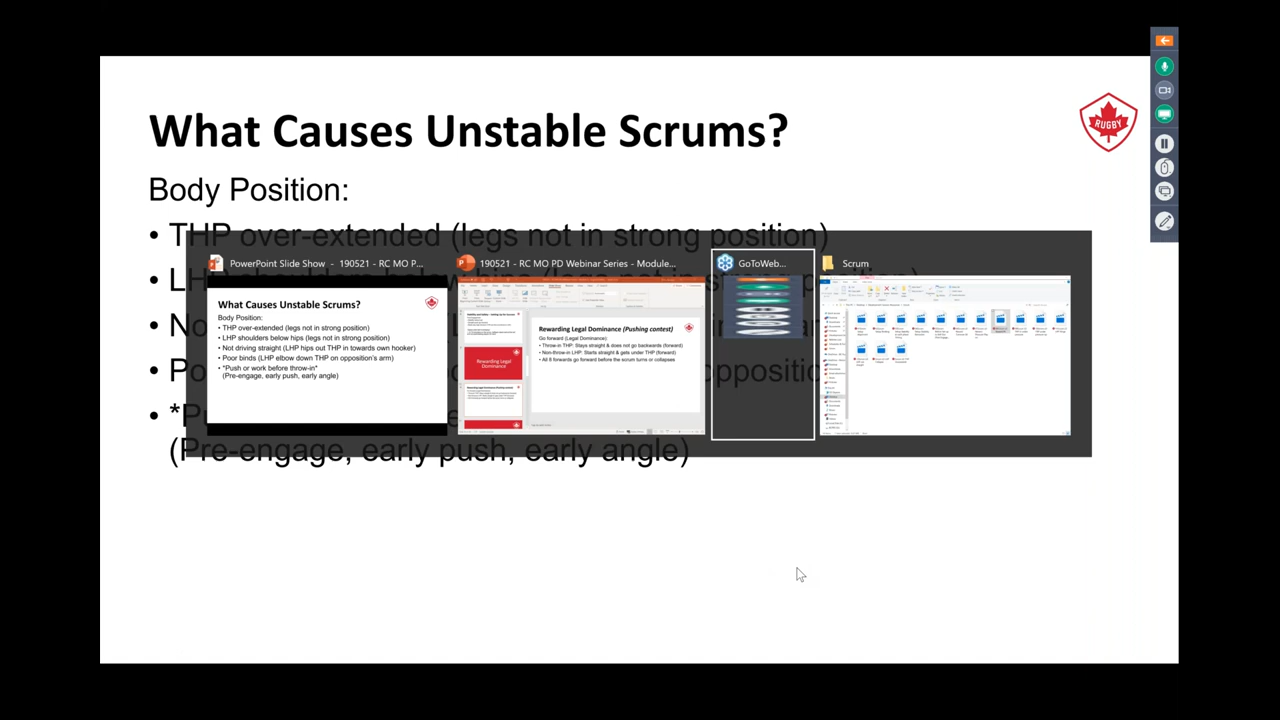 What Causes Unstable Scrums?
RUGBY
Body Position:
• THP over-extended (legs not in strong position)
PowerPoint Slide Show - 190521 - RC MO P...
190521 - RC MO PD Webinar Series - Module...
GoToWeb...
Scrum
What Causes Unstable Scrums?
Body Position:
• THP over-extended (legs not in strong position)
• LHP shoulders below hips (legs not in strong position)
• Not driving straight (LHP hips out THP in towards own hooker)
• Poor binds (LHP elbow down THP on opposition's arm)
• *Push or work before throw-in*
(Pre-engage, early push, early angle)
Rewarding Legal Dominance
Rewarding Legal Dominance (Pushing contest)
Go forward (Legal Dominance):
• Throw-in THP: Stays straight & does not go backwards (forward)
• Non-throw-in LHP: Starts straight & gets under THP (forward)
• All 8 forwards go forward before the scrum turns or collapses
(Pre-engage, early push, early angle)